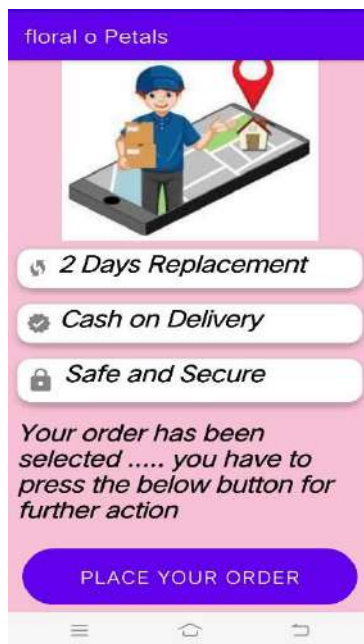 floral o Petals
2 Days Replacement
Cash on Delivery
Safe and Secure
Your order has been
selected ..... you have to
press the below button for
further action
PLACE YOUR ORDER